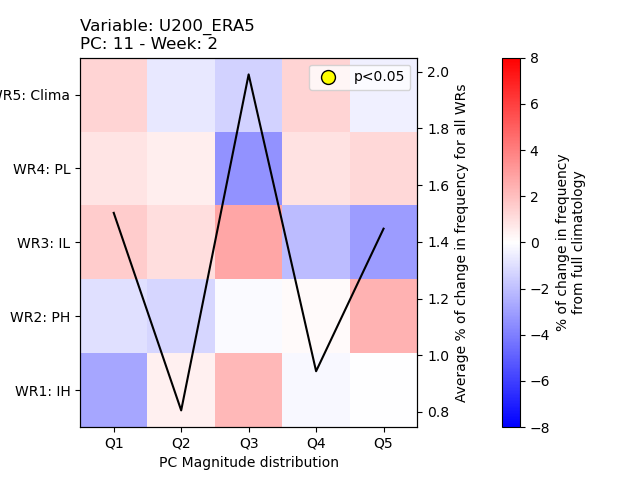 Variable: U200_ERA5
PC: 11 - Week: 2
p<0.05
WR5: Clima
WR4: PL
WR3: IL
WR2: PH
WR1: IH
Q1 Q2 Q3 Q4 Q5
PC Magnitude distribution
2.0
1.8
1.6
1.4
1.2
1.0
0.8
Average % of change in frequency for all WRs
8
6
4
2
0
−2
−4
−6
−8
% of change in frequency
from full climatology